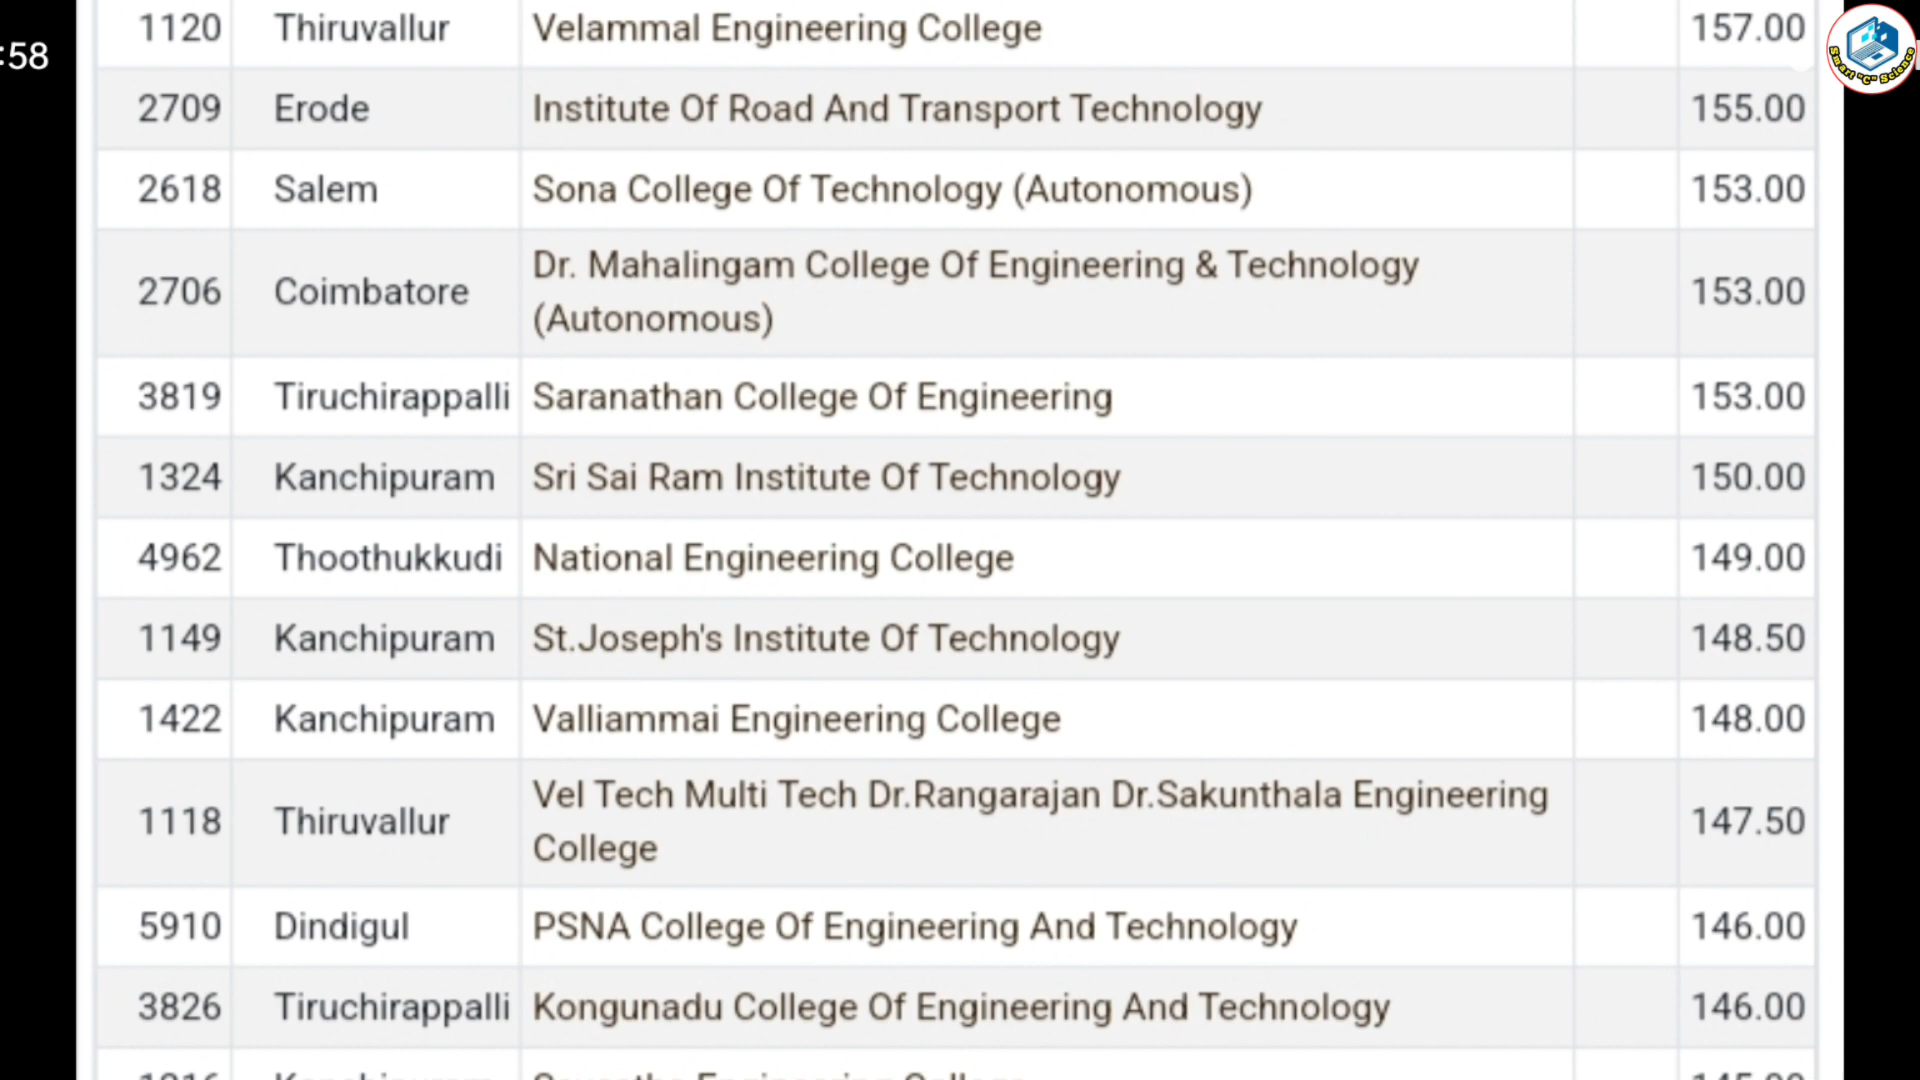 :58
1120 Thiruvallur Velammal Engineering College 157.00
Smart "C" Science
2709 Erode Institute Of Road And Transport Technology 155.00
2618 Salem Sona College Of Technology (Autonomous) 153.00
2706 Coimbatore Dr. Mahalingam College Of Engineering & Technology
(Autonomous) 153.00
3819 Tiruchirappalli Saranathan College Of Engineering 153.00
1324 Kanchipuram Sri Sai Ram Institute Of Technology 150.00
4962 Thoothukkudi National Engineering College 149.00
1149 Kanchipuram St.Joseph's Institute Of Technology 148.50
1422 Kanchipuram Valliammai Engineering College 148.00
1118 Thiruvallur Vel Tech Multi Tech Dr.Rangarajan Dr.Sakunthala Engineering
College 147.50
5910 Dindigul PSNA College Of Engineering And Technology 146.00
3826 Tiruchirappalli Kongunadu College Of Engineering And Technology 146.00
Kanchipuram Engineering College